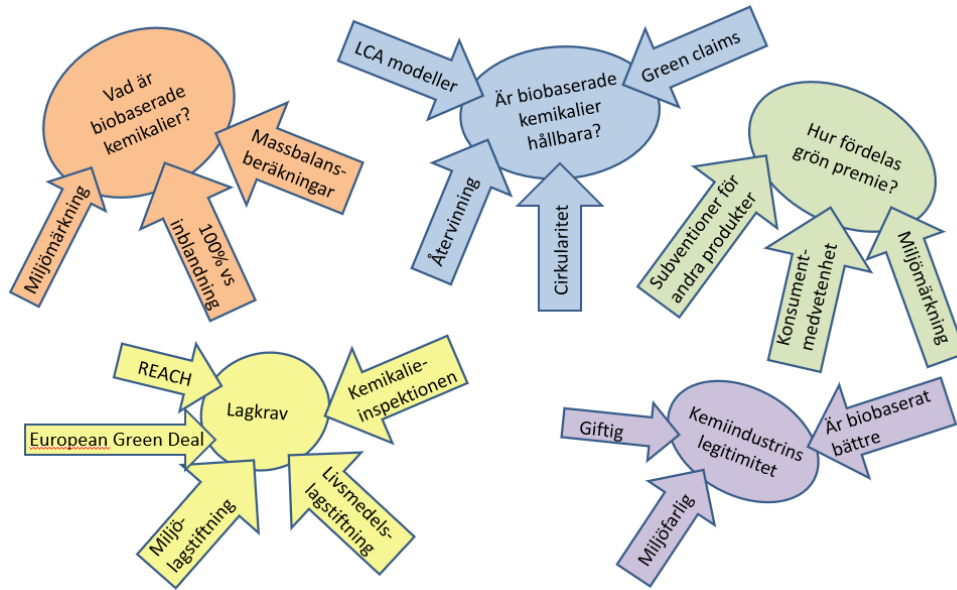 Vad är
biobaserade
kemikalier?
Miljömärkning
100% vs
inblandning
Massbalans-
beräkningar
LCA modeller
Green claims
Är biobaserade
kemikalier
hållbara?
Återvinning
Cirkularitet
Hur fördelas
grön premie?
Subventioner för
andra produkter
Konsument-
medvetenhet
Miljömärkning
REACH
European Green Deal
Lagkrav
Kemikalie-
inspektionen
Miljö-
lagstiftning
Livsmedels-
lagstiftning
Giftig
Kemiindustrins
legitimitet
Är biobaserat
bättre
Miljöfarlig